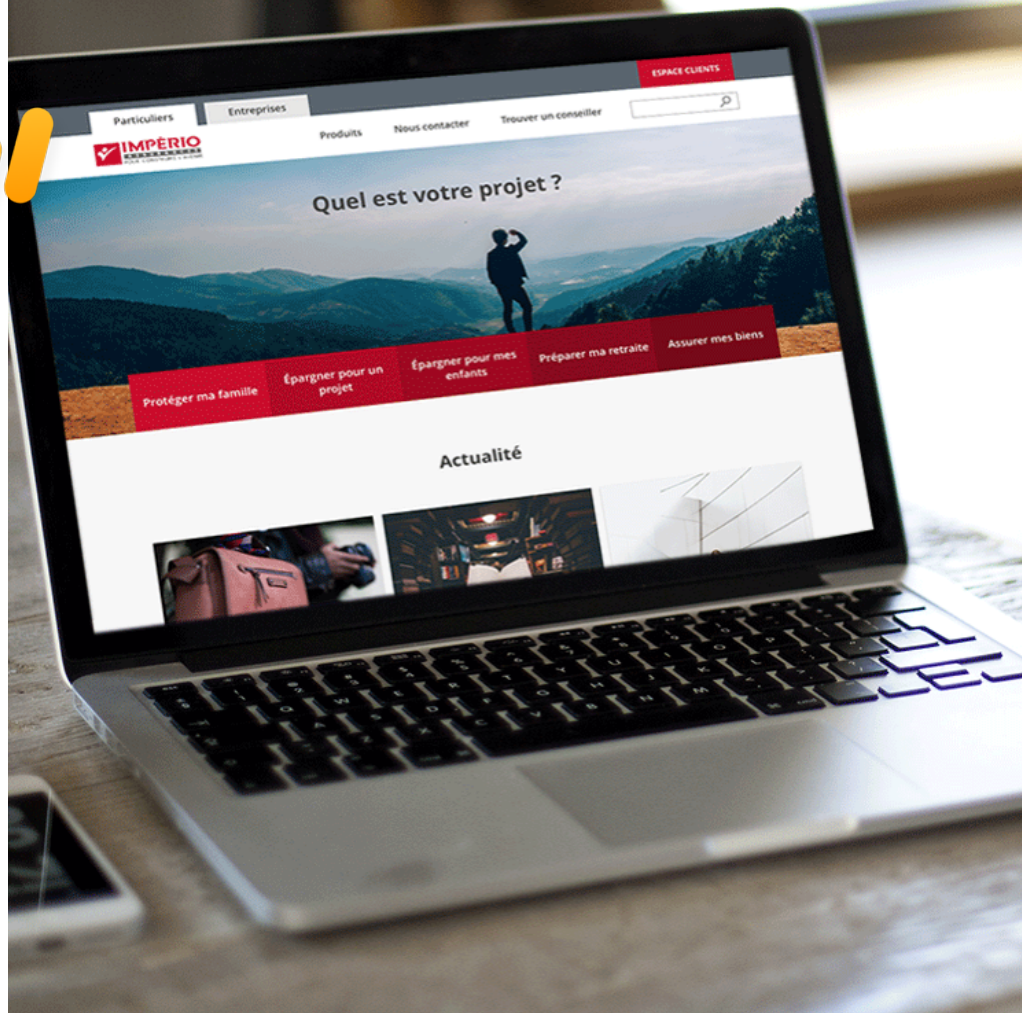 ESPACE CLIENTS
Particuliers
Entreprises
IMPÉRIO
Produits
Nous contacter
Trouver un conseiller
Quel est votre projet ?
Protéger ma famille
Épargner pour un
projet
Épargner pour mes
enfants
Préparer ma retraite
Assurer mes biens
Actualité